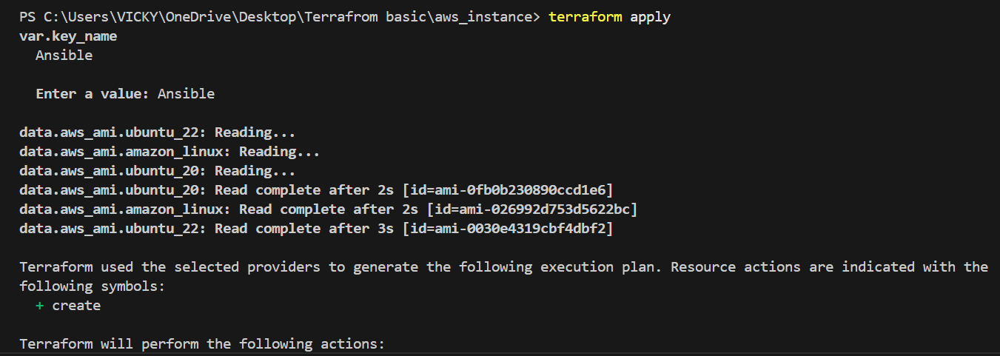 PS C:\Users\VICKY\OneDrive\Desktop\Terrafrom basic\aws_instance> terraform apply
var.key_name
  Ansible

  Enter a value: Ansible

data.aws_ami.ubuntu_22: Reading...
data.aws_ami.amazon_linux: Reading...
data.aws_ami.ubuntu_20: Reading...
data.aws_ami.ubuntu_20: Read complete after 2s [id=ami-0fb0b230890ccd1e6]
data.aws_ami.amazon_linux: Read complete after 2s [id=ami-026992d753d5622bc]
data.aws_ami.ubuntu_22: Read complete after 3s [id=ami-0030e4319cbf4dbf2]

Terraform used the selected providers to generate the following execution plan. Resource actions are indicated with the
following symbols:
  + create

Terraform will perform the following actions: